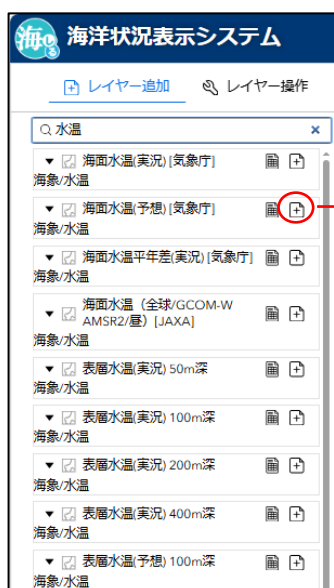 海しる 海洋状況表示システム
レイヤー追加 レイヤー操作
水温 ×
▼ 海面水温(実況) [気象庁]
海象/水温
▼ 海面水温(予想) [気象庁]
海象/水温
▼ 海面水温平年差(実況) [気象庁]
海象/水温
▼ 海面水温（全球/GCOM-W
AMSR2/昼）[JAXA]
海象/水温
▼ 表層水温(実況) 50m深
海象/水温
▼ 表層水温(実況) 100m深
海象/水温
▼ 表層水温(実況) 200m深
海象/水温
▼ 表層水温(実況) 400m深
海象/水温
▼ 表層水温(予想) 100m深
海象/水温